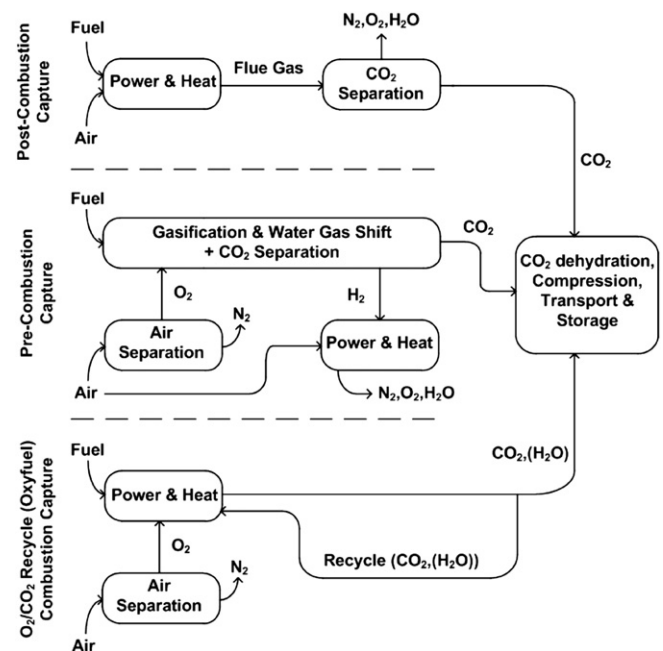 Post-Combustion
Capture
Fuel
Air
Power & Heat
Flue Gas
N₂,O₂,H₂O
CO₂
Separation
CO₂
Pre-Combustion
Capture
Fuel
Gasification & Water Gas Shift
+ CO₂ Separation
CO₂
CO₂ dehydration,
Compression,
Transport &
Storage
O₂
H₂
N₂
Air
Separation
Power & Heat
Air
N₂,O₂,H₂O
O₂/CO₂ Recycle (Oxyfuel)
Combustion Capture
Fuel
CO₂,(H₂O)
Power & Heat
O₂
Recycle (CO₂,(H₂O))
N₂
Air
Separation
Air